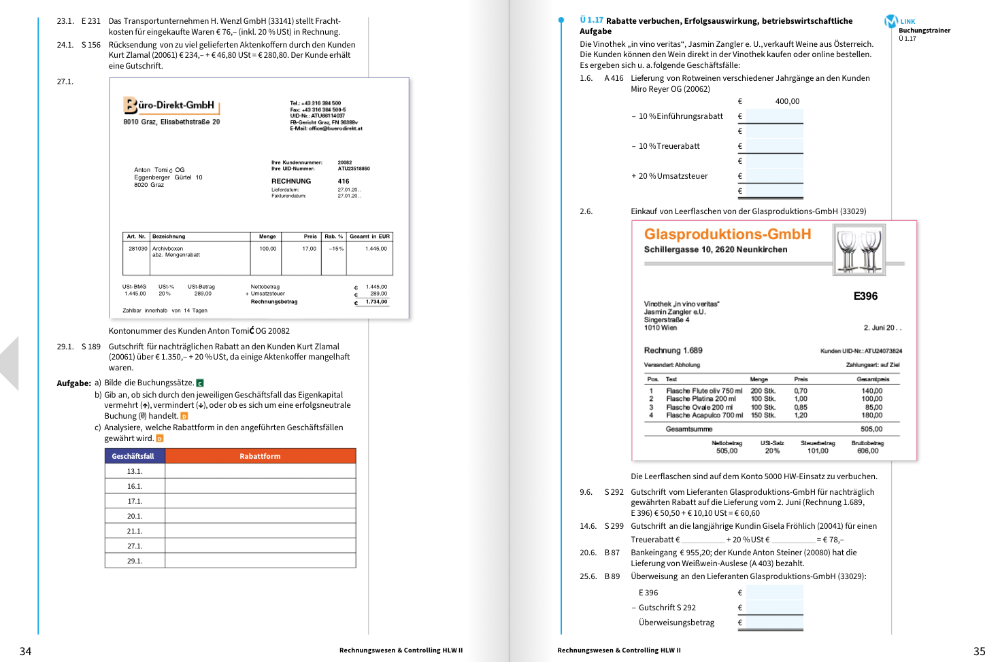 23.1. E 231 Das Transportunternehmen H. Wenzl GmbH (33141) stellt Fracht-
kosten für eingekaufte Waren € 76,– (inkl. 20 % USt) in Rechnung.
24.1. S 156 Rücksendung von zu viel gelieferten Aktenkoffern durch den Kunden
Kurt Zlamal (20061) € 234,– + € 46,80 USt = € 280,80. Der Kunde erhält
eine Gutschrift.
27.1.
Büro-Direkt-GmbH
8010 Graz, Elisabethstraße 20
Tel.: +43 316 384 500
Fax: +43 316 384 500-5
UID-Nr.: ATU66114037
FB-Gericht Graz, FN 36389v
E-Mail: office@buerodirekt.at
Anton Tomić OG
Eggenberger Gürtel 10
8020 Graz
Ihre Kundennummer: 20082
Ihre UID-Nummer: ATU23518860
RECHNUNG 416
Lieferdatum: 27.01.20 . .
Fakturendatum: 27.01.20 . .
Art. Nr. Bezeichnung Menge Preis Rab. % Gesamt in EUR
281030 Archivboxen 100,00 17,00 –15 % 1.445,00
abz. Mengenrabatt
USt-BMG USt-% USt-Betrag Nettobetrag € 1.445,00
1.445,00 20 % 289,00 + Umsatzsteuer € 289,00
Rechnungsbetrag € 1.734,00
Zahlbar innerhalb von 14 Tagen
Kontonummer des Kunden Anton TomiĆ OG 20082
29.1. S 189 Gutschrift für nachträglichen Rabatt an den Kunden Kurt Zlamal
(20061) über € 1.350,– + 20 % USt, da einige Aktenkoffer mangelhaft
waren.
Aufgabe: a) Bilde die Buchungssätze. C
b) Gib an, ob sich durch den jeweiligen Geschäftsfall das Eigenkapital
vermehrt (↑), vermindert (↓), oder ob es sich um eine erfolgsneutrale
Buchung (Ø) handelt. D
c) Analysiere, welche Rabattform in den angeführten Geschäftsfällen
gewährt wird. D
Geschäftsfall Rabattform
13.1.
16.1.
17.1.
20.1.
21.1.
27.1.
29.1.
34 Rechnungswesen & Controlling HLW II
Ü 1.17 Rabatte verbuchen, Erfolgsauswirkung, betriebswirtschaftliche
Aufgabe
M LINK
Buchungstrainer
Ü 1.17
Die Vinothek „in vino veritas“, Jasmin Zangler e. U., verkauft Weine aus Österreich.
Die Kunden können den Wein direkt in der Vinothek kaufen oder online bestellen.
Es ergeben sich u. a. folgende Geschäftsfälle:
1.6. A 416 Lieferung von Rotweinen verschiedener Jahrgänge an den Kunden
Miro Reyer OG (20062)
€ 400,00
– 10 % Einführungsrabatt €
€
– 10 % Treuerabatt €
€
+ 20 % Umsatzsteuer €
€
2.6. Einkauf von Leerflaschen von der Glasproduktions-GmbH (33029)
Glasproduktions-GmbH
Schillergasse 10, 2620 Neunkirchen
E396
Vinothek „in vino veritas“
Jasmin Zangler e.U.
Singerstraße 4
1010 Wien 2. Juni 20 . .
Rechnung 1.689 Kunden UID-Nr.: ATU24073824
Versandart: Abholung Zahlungsart: auf Ziel
Pos. Text Menge Preis Gesamtpreis
1 Flasche Flute oliv 750 ml 200 Stk. 0,70 140,00
2 Flasche Platina 200 ml 100 Stk. 1,00 100,00
3 Flasche Ovale 200 ml 100 Stk. 0,85 85,00
4 Flasche Acapulco 700 ml 150 Stk. 1,20 180,00
Gesamtsumme 505,00
Nettobetrag USt-Satz Steuerbetrag Bruttobetrag
505,00 20 % 101,00 606,00
Die Leerflaschen sind auf dem Konto 5000 HW-Einsatz zu verbuchen.
9.6. S 292 Gutschrift vom Lieferanten Glasproduktions-GmbH für nachträglich
gewährten Rabatt auf die Lieferung vom 2. Juni (Rechnung 1.689,
E 396) € 50,50 + € 10,10 USt = € 60,60
14.6. S 299 Gutschrift an die langjährige Kundin Gisela Fröhlich (20041) für einen
Treuerabatt € __________ + 20 % USt € __________ = € 78,–
20.6. B 87 Bankeingang € 955,20; der Kunde Anton Steiner (20080) hat die
Lieferung von Weißwein-Auslese (A 403) bezahlt.
25.6. B 89 Überweisung an den Lieferanten Glasproduktions-GmbH (33029):
E 396 €
– Gutschrift S 292 €
Überweisungsbetrag €
Rechnungswesen & Controlling HLW II 35